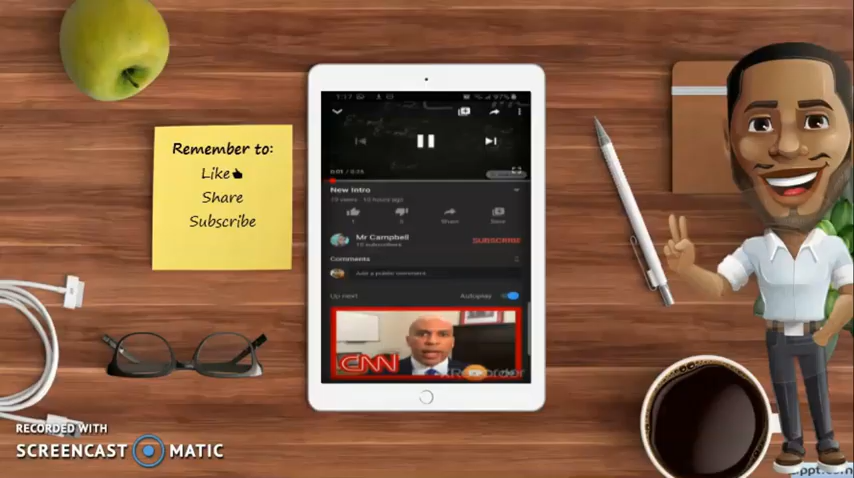 Remember to:
Like
Share
Subscribe
New Intro
Share
Mr Campbell
SUBSCRIBE
Comments
Up next
Autoplay
CNN
RECORDED WITH
SCREENCAST MATIC